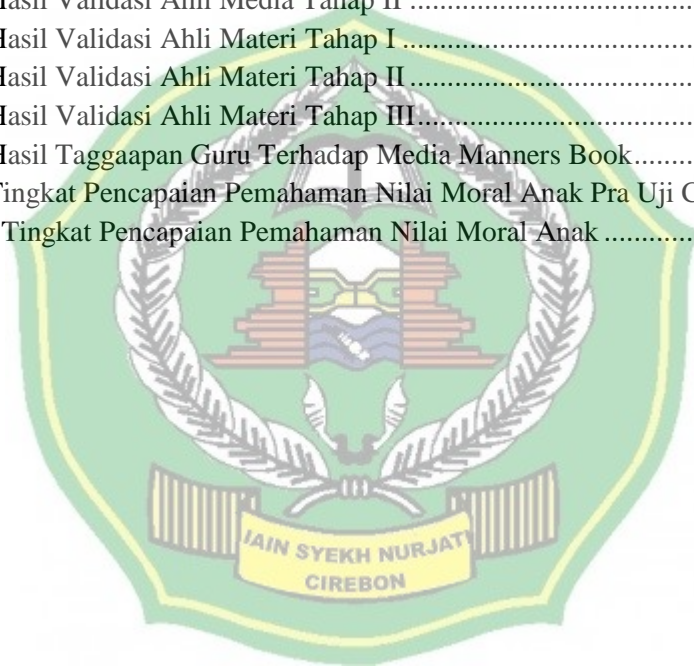 Hasil Validasi Ahli Media Tahap II ........................................
Hasil Validasi Ahli Materi Tahap I ........................................
Hasil Validasi Ahli Materi Tahap II ........................................
Hasil Validasi Ahli Materi Tahap III........................................
Hasil Taggaapan Guru Terhadap Media Manners Book.........
Tingkat Pencapaian Pemahaman Nilai Moral Anak Pra Uji
Tingkat Pencapaian Pemahaman Nilai Moral Anak ..............
IAIN SYEKH NURJATI
CIREBON